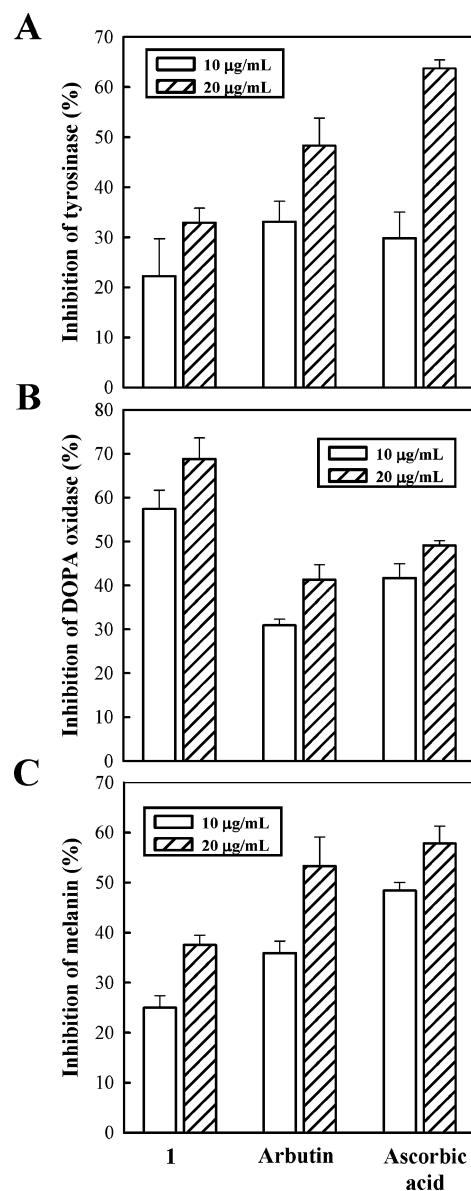 A
Inhibition of tyrosinase (%)
70
60
50
40
30
20
10
0
10 µg/mL
20 µg/mL
B
Inhibition of DOPA oxidase (%)
80
70
60
50
40
30
20
10
0
10 µg/mL
20 µg/mL
C
Inhibition of melanin (%)
70
60
50
40
30
20
10
0
10 µg/mL
20 µg/mL
1 Arbutin Ascorbic
acid